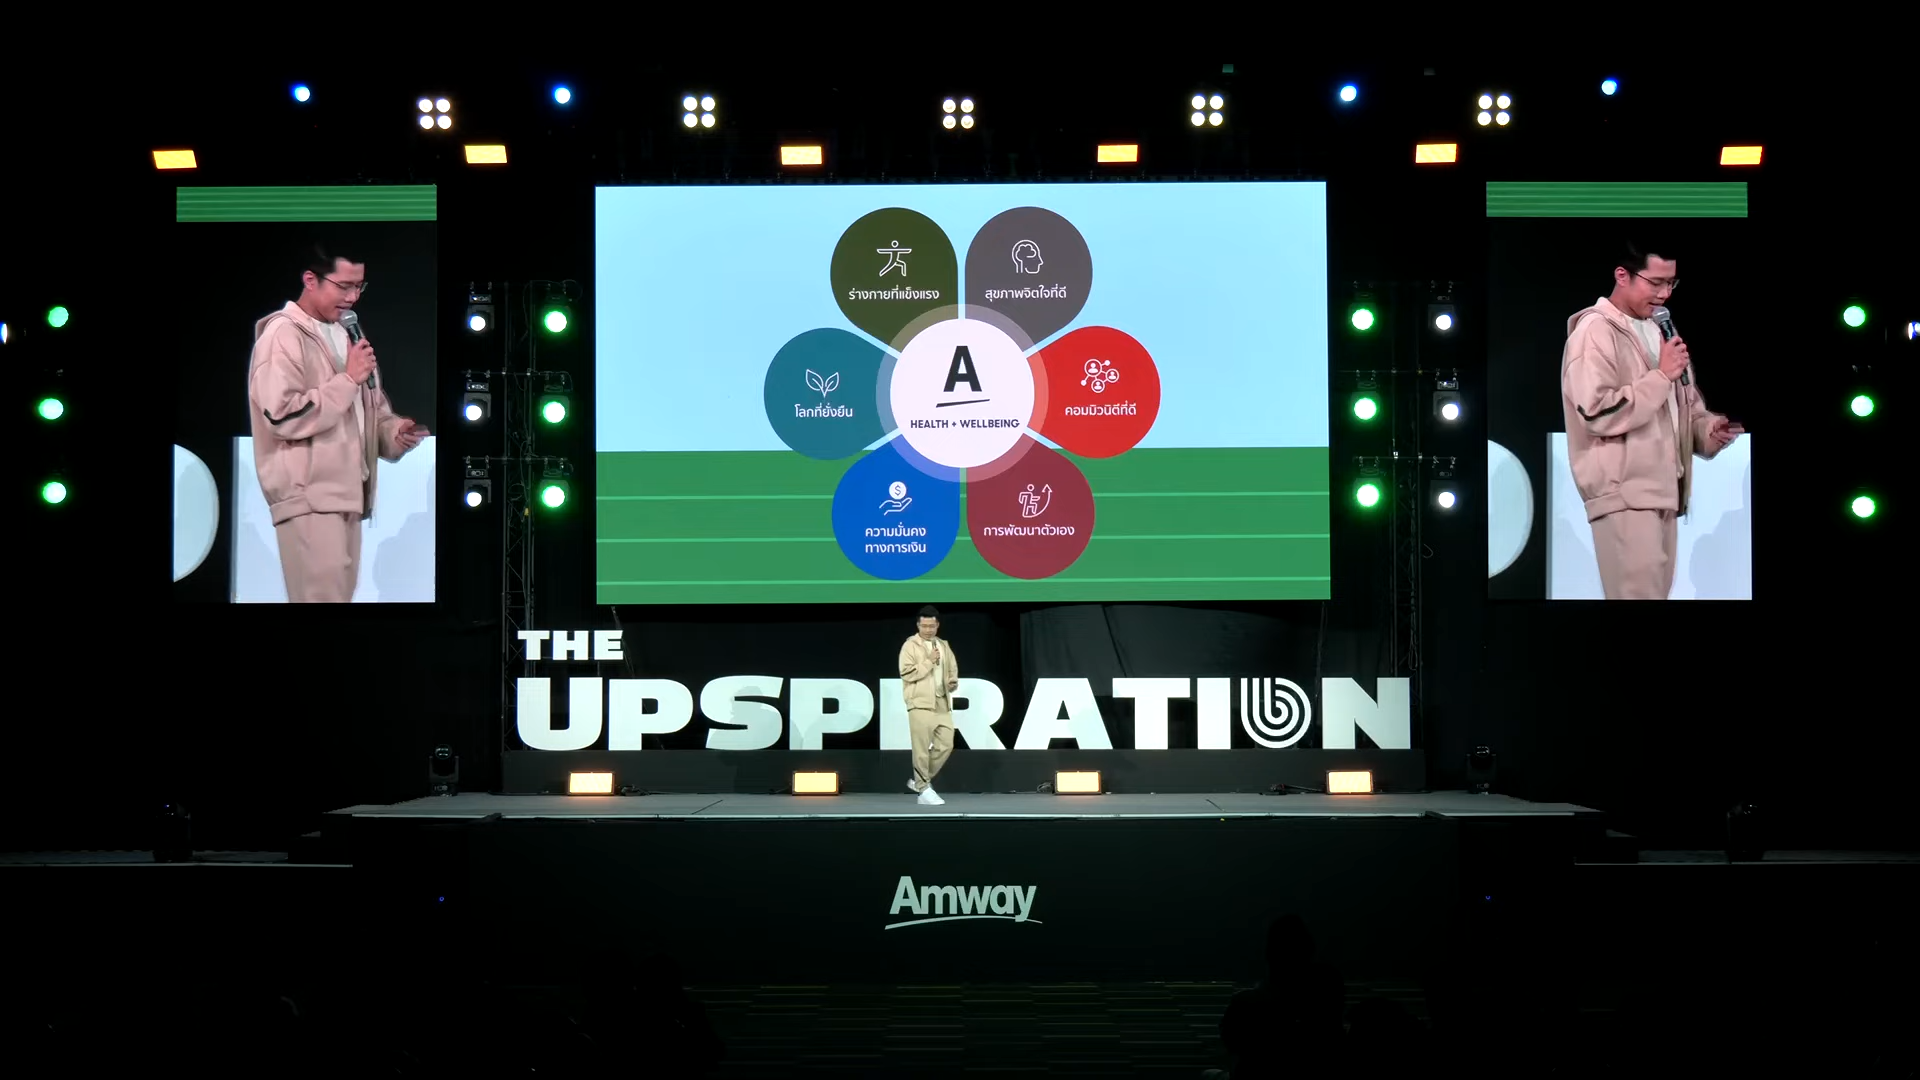 ร่างกายที่แข็งแรง
สุขภาพจิตใจที่ดี
โลกที่ยั่งยืน
A
HEALTH + WELLBEING
คอมมิวนิตีที่ดี
$
ความมั่นคง
ทางการเงิน
การพัฒนาตัวเอง
THE
UPSPIRATION
Amway